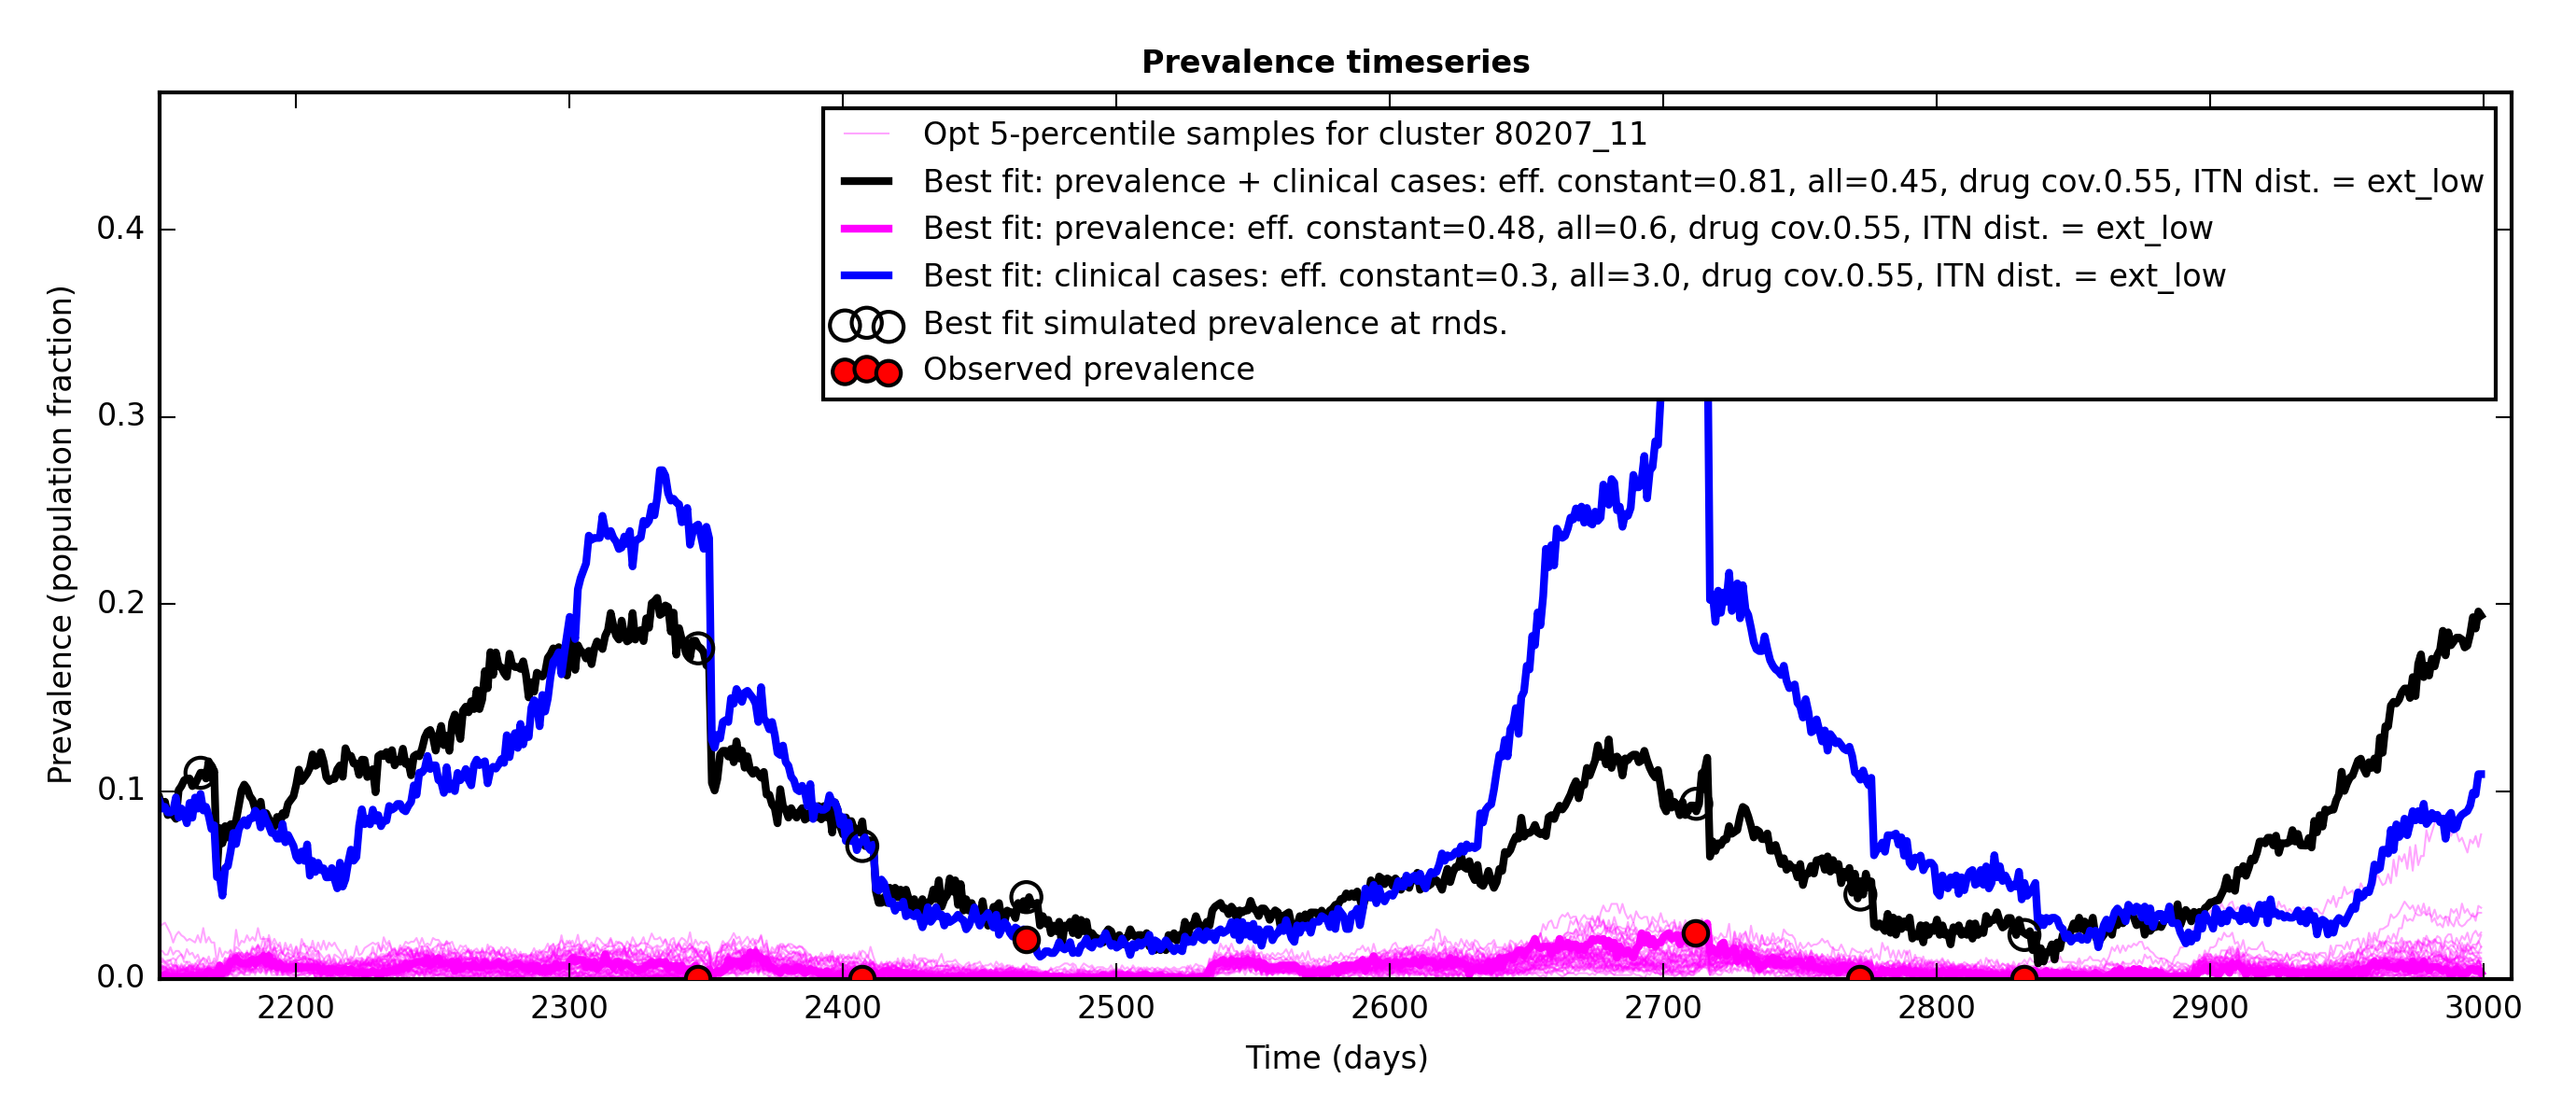 Prevalence timeseries
Opt 5-percentile samples for cluster 80207_11
Best fit: prevalence + clinical cases: eff. constant=0.81, all=0.45, drug cov.0.55, ITN dist. = ext_low
Best fit: prevalence: eff. constant=0.48, all=0.6, drug cov.0.55, ITN dist. = ext_low
Best fit: clinical cases: eff. constant=0.3, all=3.0, drug cov.0.55, ITN dist. = ext_low
Best fit simulated prevalence at rnds.
Observed prevalence
Prevalence (population fraction)
0.4
0.3
0.2
0.1
0.0
2200 2300 2400 2500 2600 2700 2800 2900 3000
Time (days)